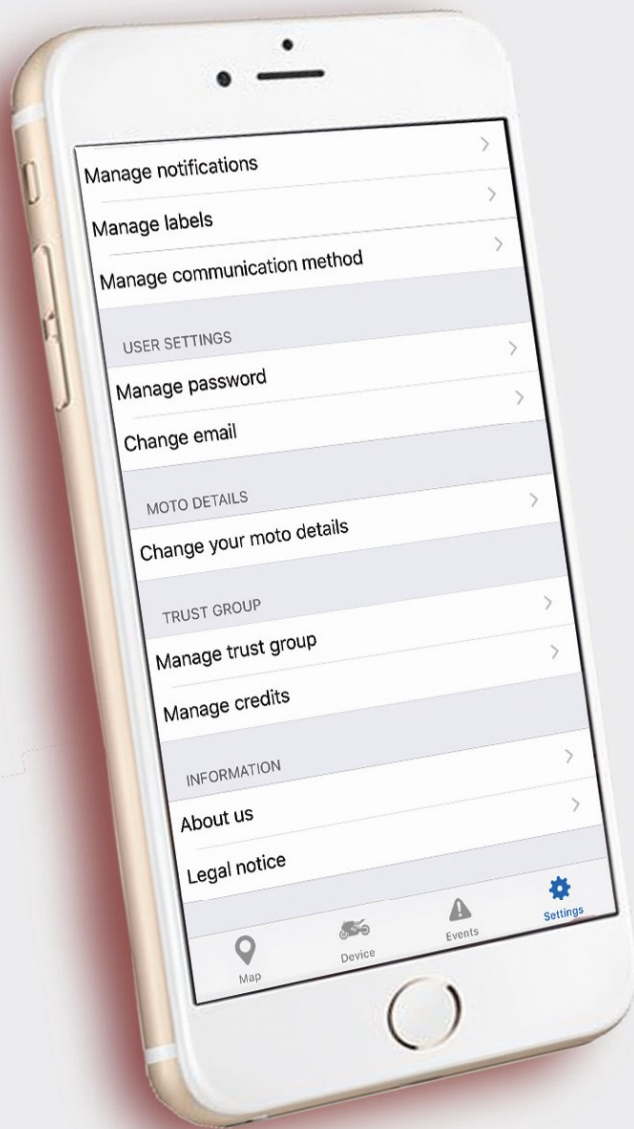 Manage notifications
Manage labels
Manage communication method
USER SETTINGS
Manage password
Change email
MOTO DETAILS
Change your moto details
TRUST GROUP
Manage trust group
Manage credits
INFORMATION
About us
Legal notice
Map
Device
Events
Settings